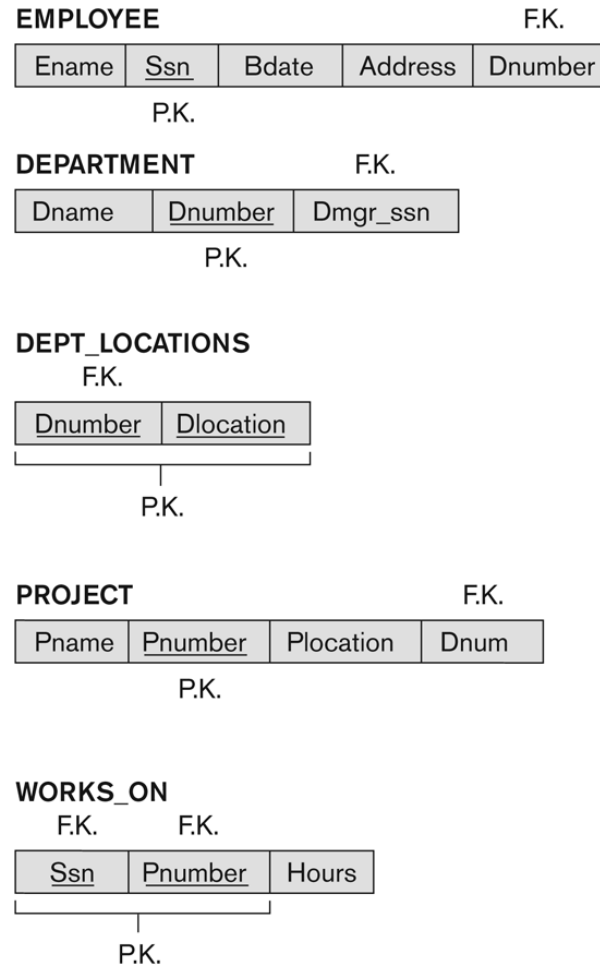 EMPLOYEE F.K.
Ename Ssn Bdate Address Dnumber
P.K.
DEPARTMENT F.K.
Dname Dnumber Dmgr_ssn
P.K.
DEPT_LOCATIONS
F.K.
Dnumber Dlocation
P.K.
PROJECT F.K.
Pname Pnumber Plocation Dnum
P.K.
WORKS_ON
F.K. F.K.
Ssn Pnumber Hours
P.K.